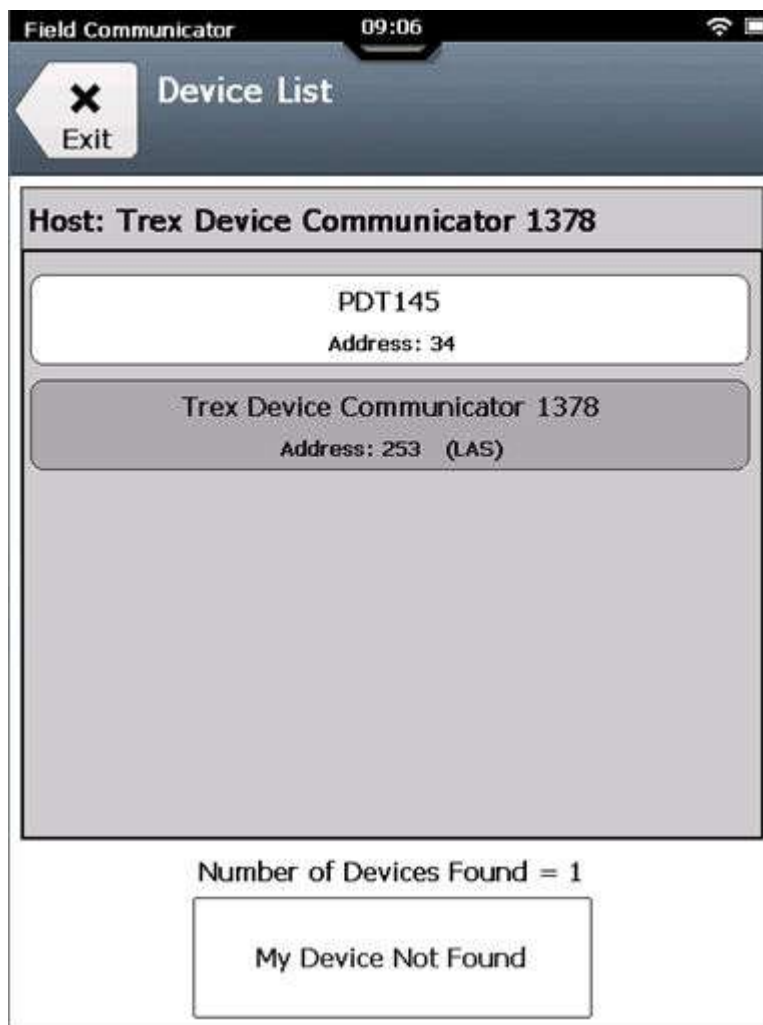 Field Communicator 09:06
Device List
Exit
Host: Trex Device Communicator 1378
PDT145
Address: 34
Trex Device Communicator 1378
Address: 253 (LAS)
Number of Devices Found = 1
My Device Not Found